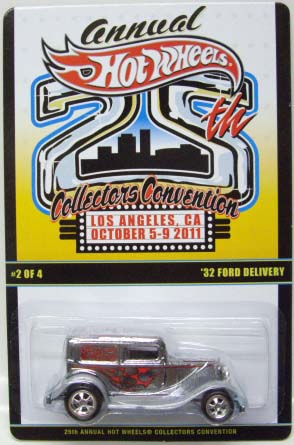 annual
Hot Wheels
25th
Collectors Convention
LOS ANGELES, CA
OCTOBER 5-9 2011
#2 OF 4
'32 FORD DELIVERY
25th ANNUAL HOT WHEELS® COLLECTORS CONVENTION